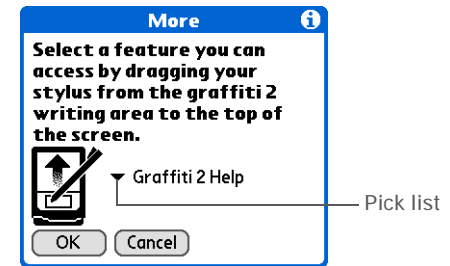 More
Select a feature you can
access by dragging your
stylus from the graffiti 2
writing area to the top of
the screen.
Graffiti 2 Help
Pick list
OK Cancel